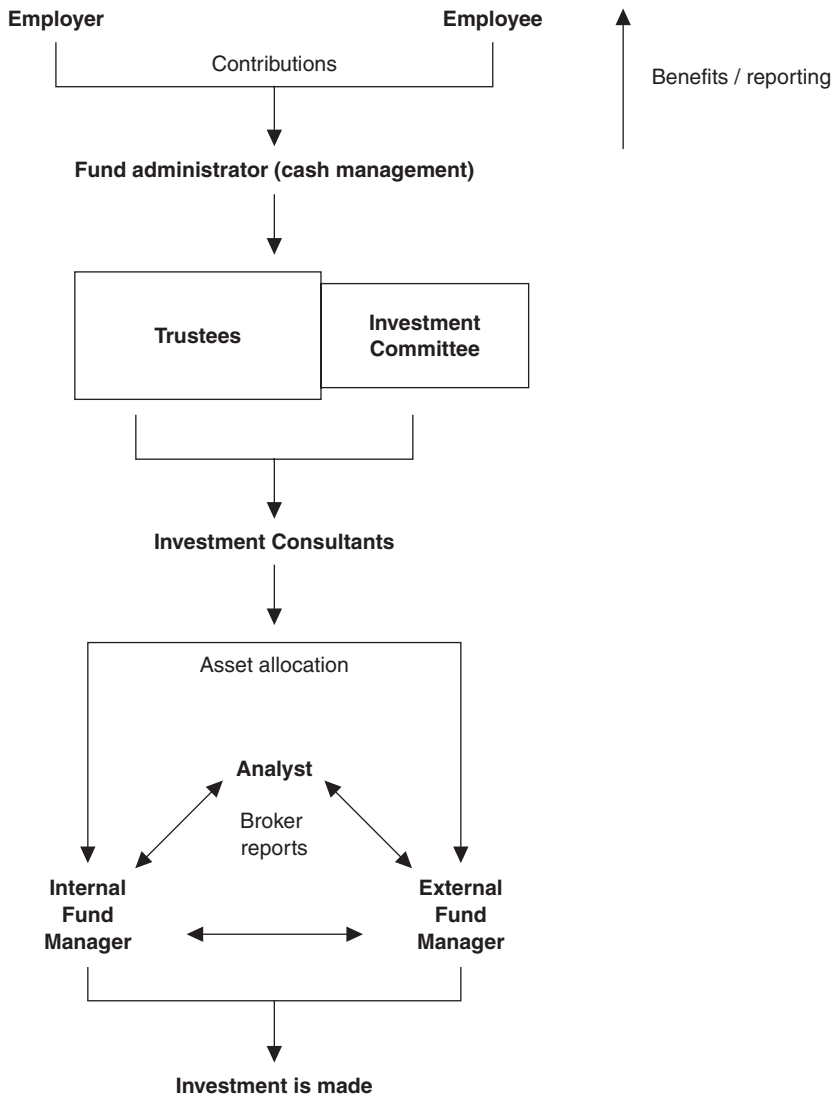 Employer
Employee
Contributions
Benefits / reporting
Fund administrator (cash management)
Trustees
Investment
Committee
Investment Consultants
Asset allocation
Analyst
Broker
reports
Internal
Fund
Manager
External
Fund
Manager
Investment is made